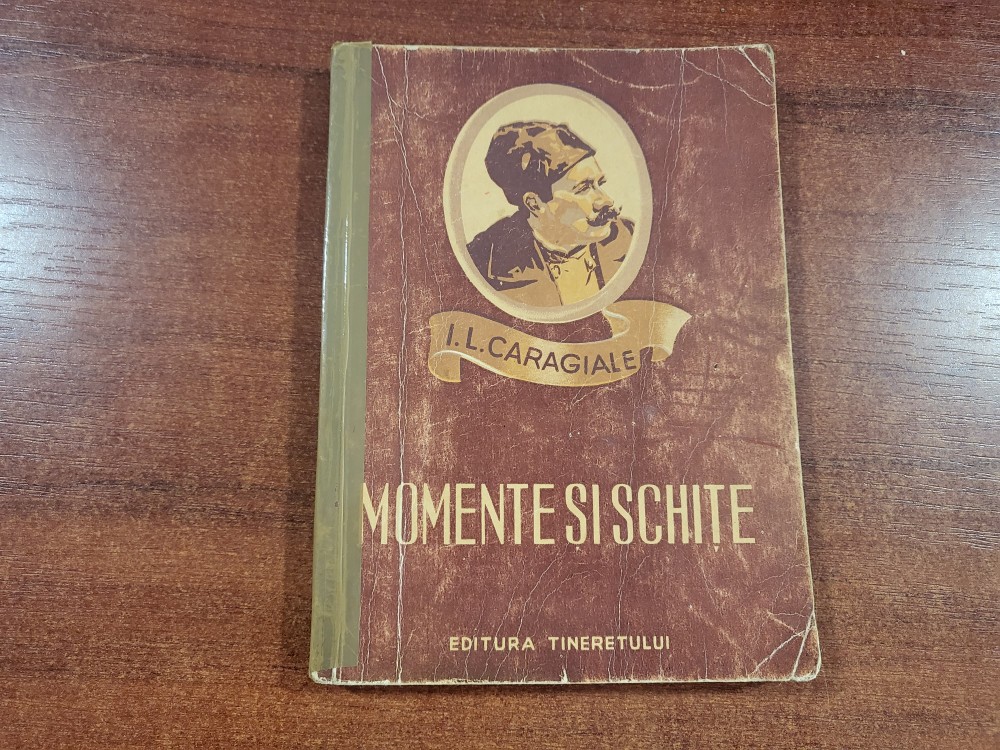 I.L. CARAGIALE
MOMENTE ȘI SCHIȚE
EDITURA TINERETULUI